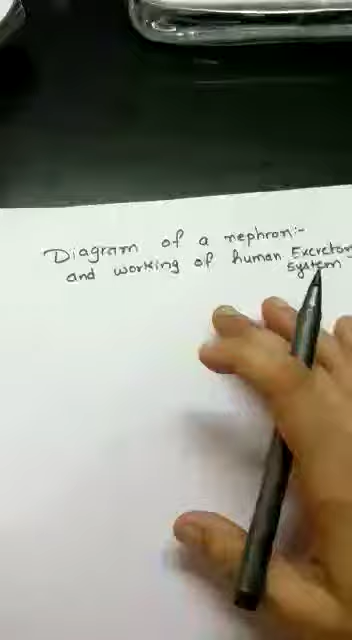 Diagram of a nephron:-
and working of human Excretory
System